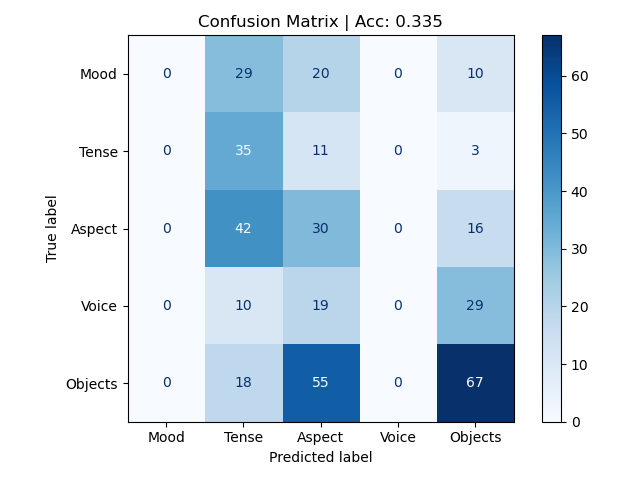 Confusion Matrix | Acc: 0.335
Mood 0 29 20 0 10
Tense 0 35 11 0 3
Aspect 0 42 30 0 16
Voice 0 10 19 0 29
Objects 0 18 55 0 67
Mood Tense Aspect Voice Objects
Predicted label
True label
60
50
40
30
20
10
0